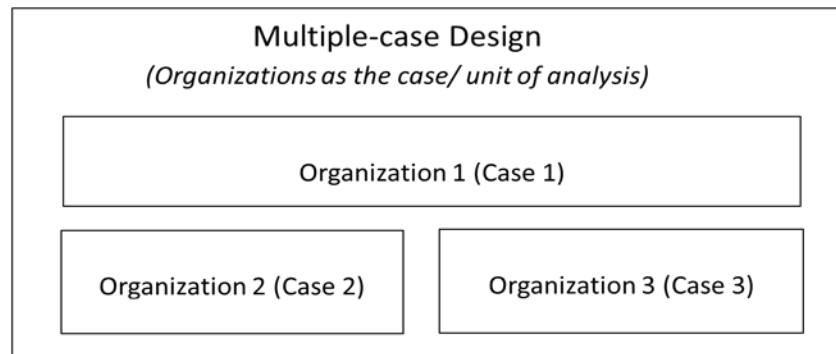 Multiple-case Design
(Organizations as the case/ unit of analysis)
Organization 1 (Case 1)
Organization 2 (Case 2)
Organization 3 (Case 3)